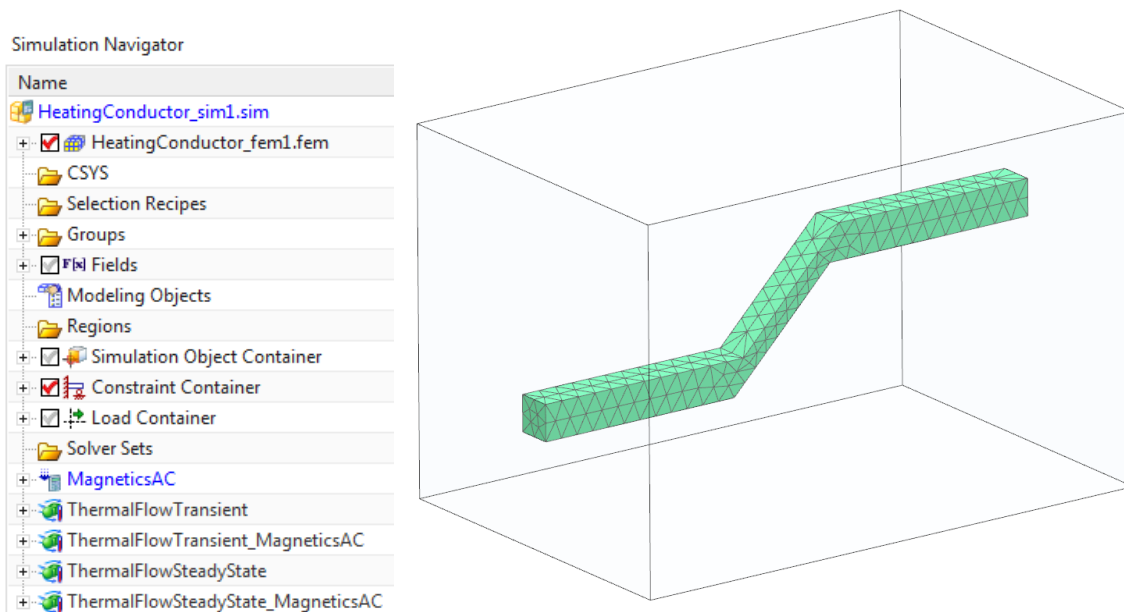 Simulation Navigator
Name
HeatingConductor_sim1.sim
HeatingConductor_fem1.fem
CSYS
Selection Recipes
Groups
F(x) Fields
Modeling Objects
Regions
Simulation Object Container
Constraint Container
Load Container
Solver Sets
MagneticsAC
ThermalFlowTransient
ThermalFlowTransient_MagneticsAC
ThermalFlowSteadyState
ThermalFlowSteadyState_MagneticsAC